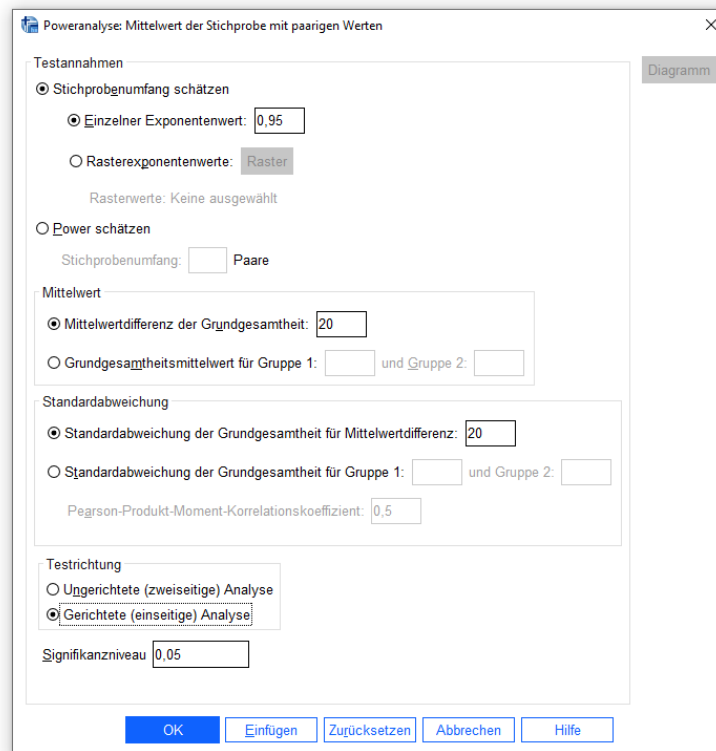 Poweranalyse: Mittelwert der Stichprobe mit paarigen Werten
Testannahmen
Diagramm
Stichprobenumfang schätzen
Einzelner Exponentenwert: 0,95
Rasterexponentenwerte: Raster
Rasterwerte: Keine ausgewählt
Power schätzen
Stichprobenumfang: Paare
Mittelwert
Mittelwertdifferenz der Grundgesamtheit: 20
Grundgesamtheitsmittelwert für Gruppe 1: und Gruppe 2:
Standardabweichung
Standardabweichung der Grundgesamtheit für Mittelwertdifferenz: 20
Standardabweichung der Grundgesamtheit für Gruppe 1: und Gruppe 2:
Pearson-Produkt-Moment-Korrelationskoeffizient: 0,5
Testrichtung
Ungerichtete (zweiseitige) Analyse
Gerichtete (einseitige) Analyse
Signifikanzniveau 0,05
OK Einfügen Zurücksetzen Abbrechen Hilfe